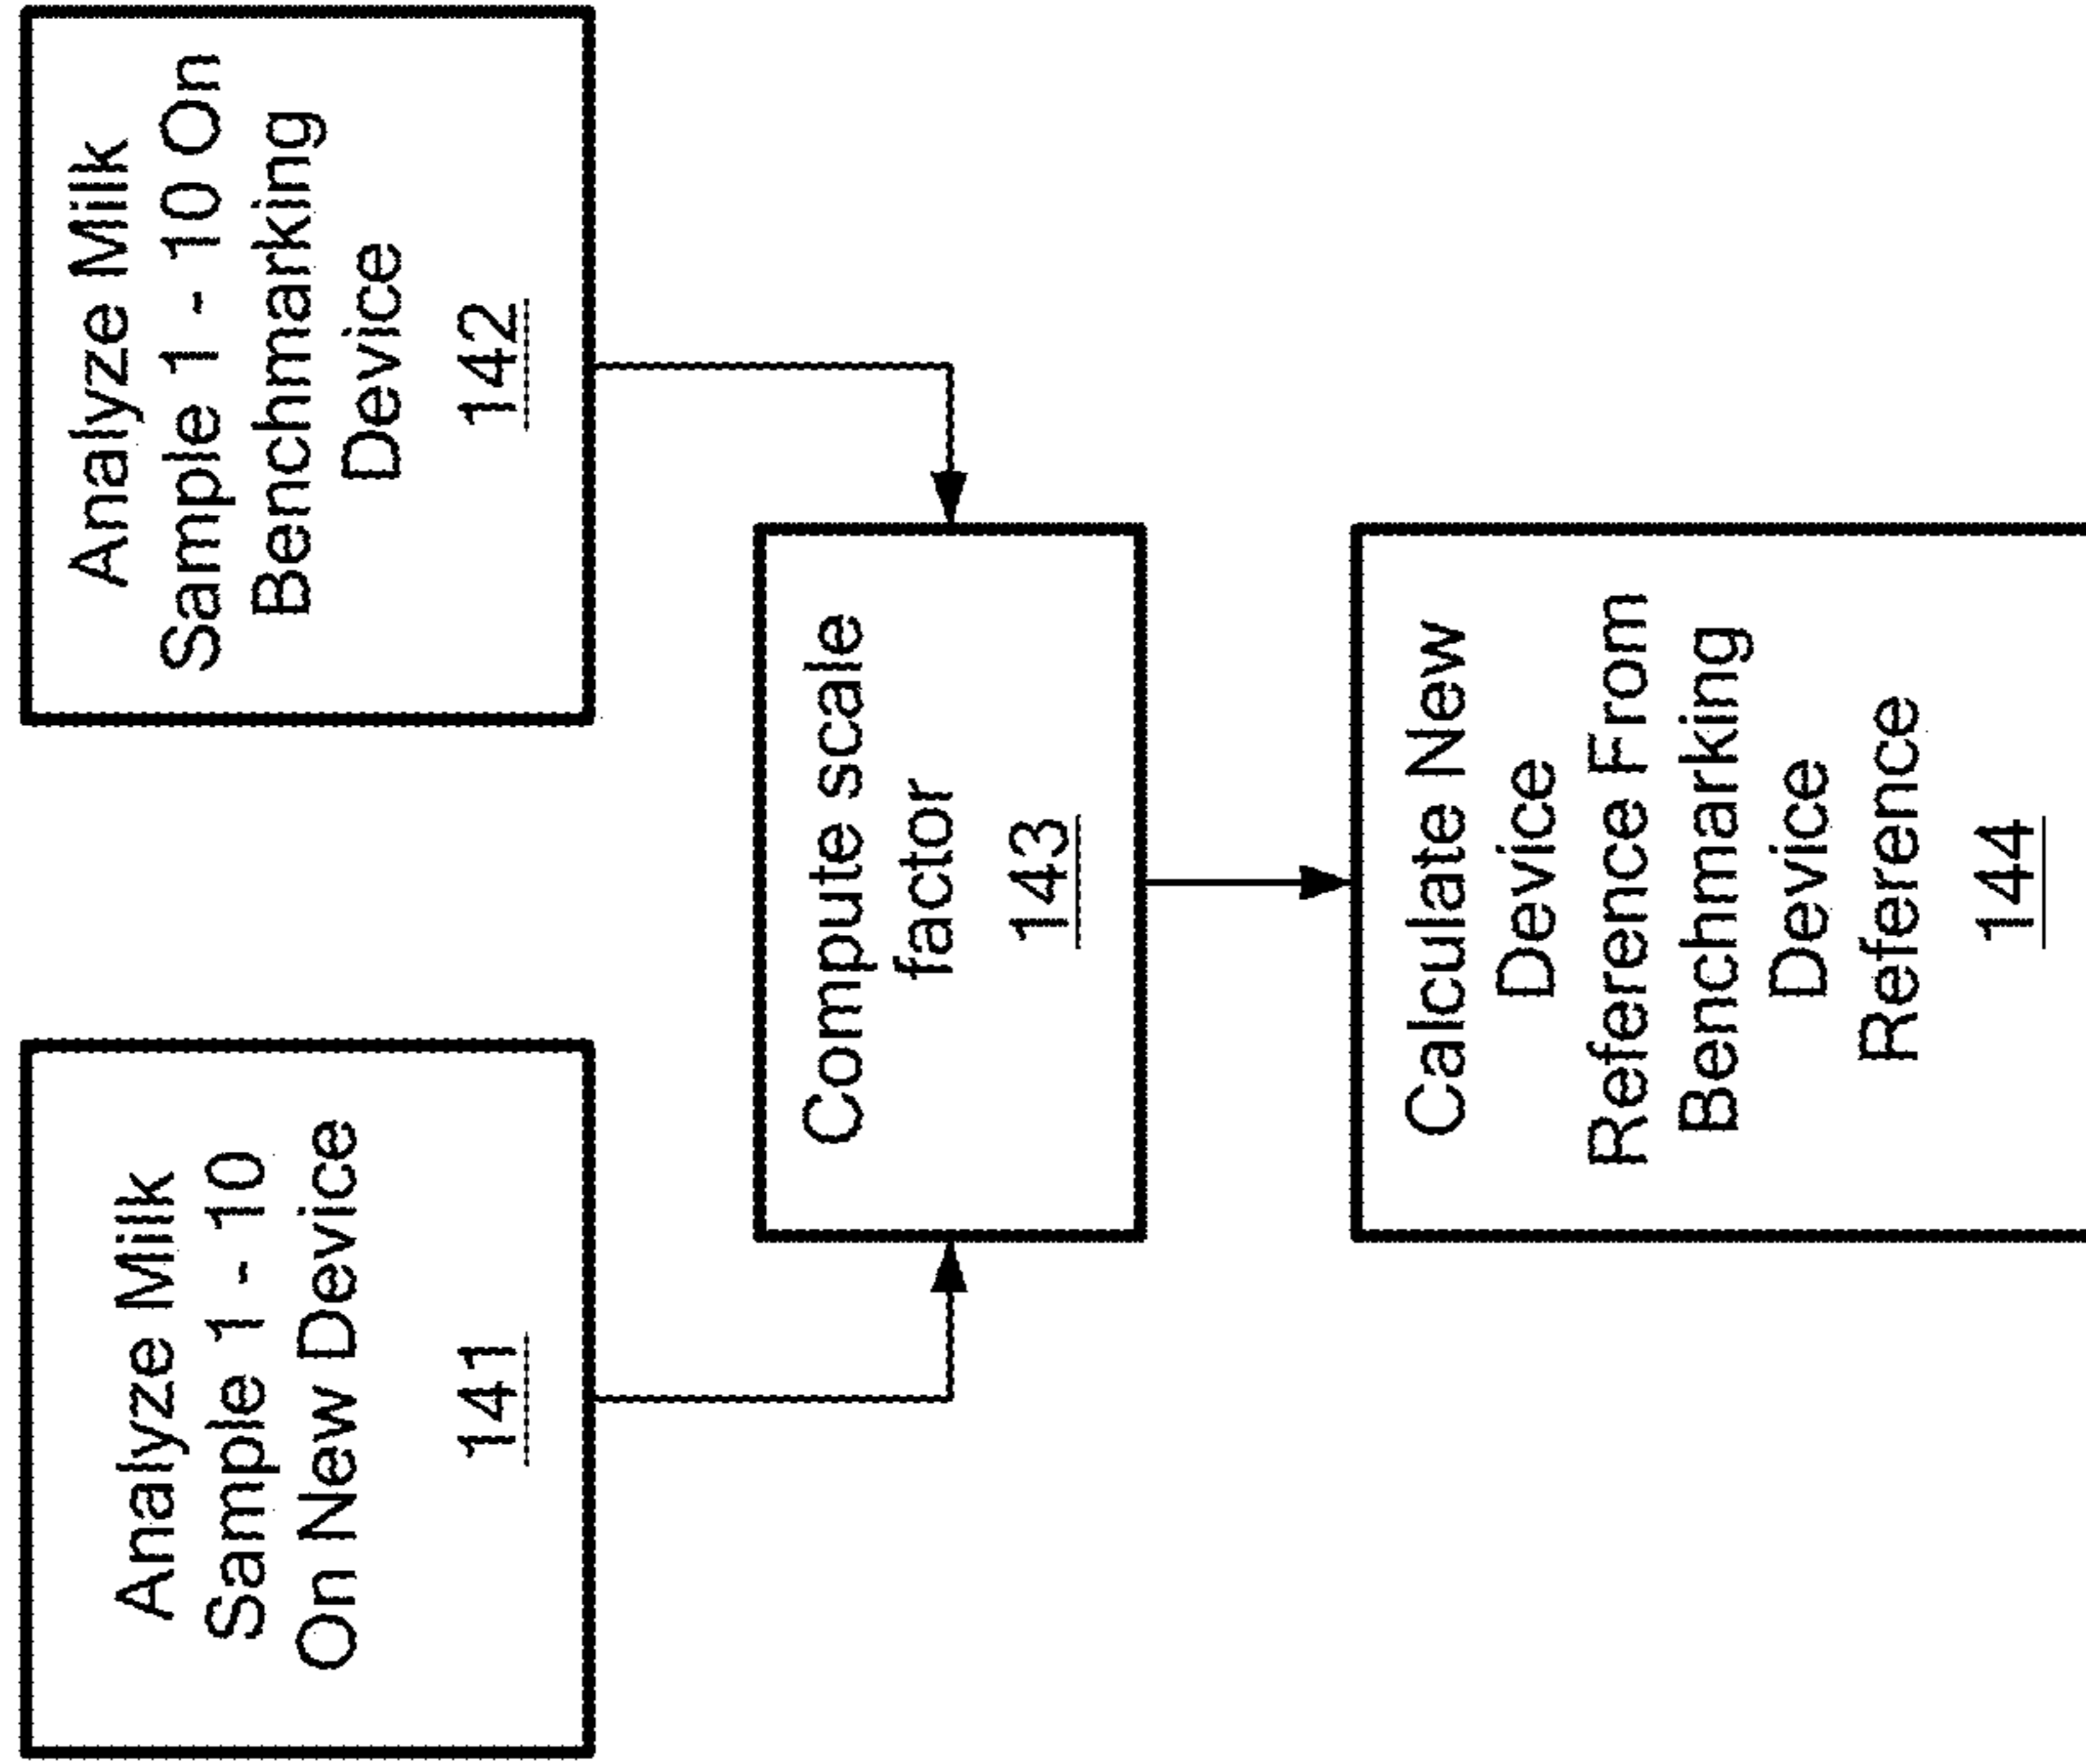 Analyze Milk
Sample 1 - 10
On New Device
141
Analyze Milk
Sample 1 - 10 On
Benchmarking
Device
142
Compute scale
factor
143
Calculate New
Device
Reference From
Benchmarking
Device
Reference
144